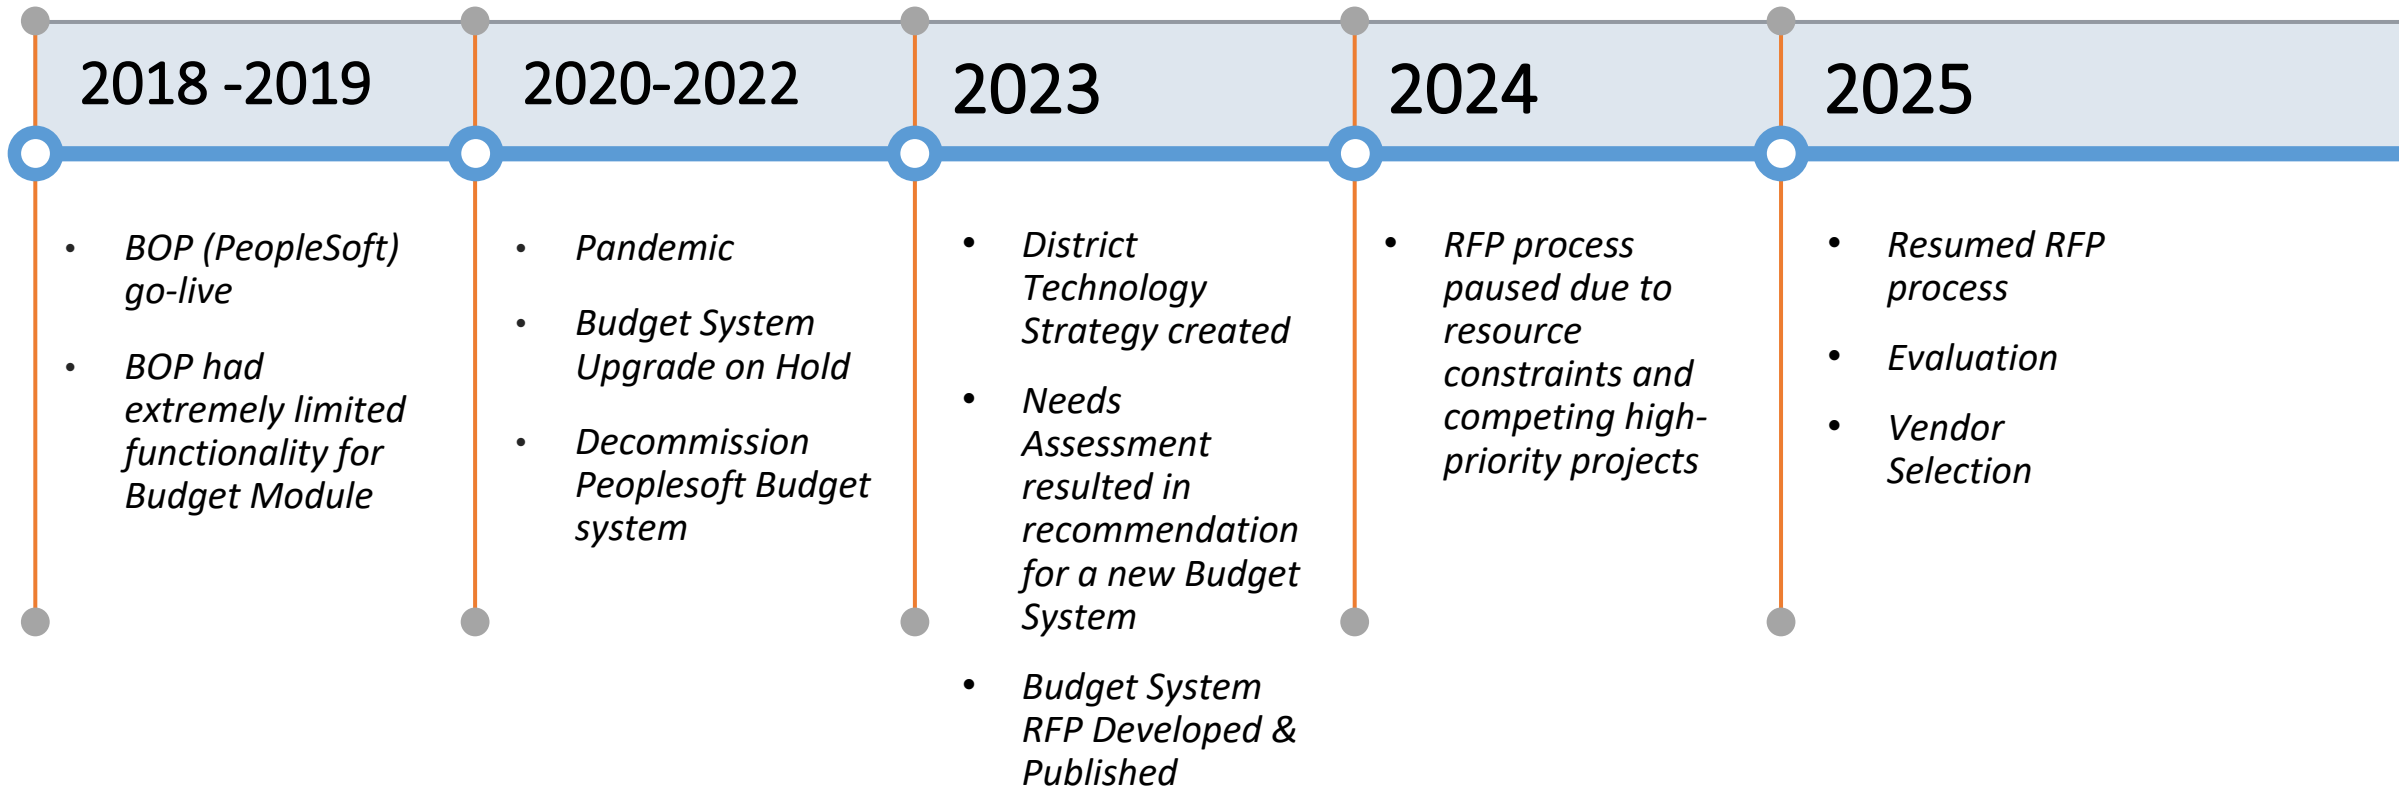 2018 -2019
• BOP (PeopleSoft)
go-live
• BOP had
extremely limited
functionality for
Budget Module
2020-2022
• Pandemic
• Budget System
Upgrade on Hold
• Decommission
Peoplesoft Budget
system
2023
• District
Technology
Strategy created
• Needs
Assessment
resulted in
recommendation
for a new Budget
System
• Budget System
RFP Developed &
Published
2024
• RFP process
paused due to
resource
constraints and
competing high-
priority projects
2025
• Resumed RFP
process
• Evaluation
• Vendor
Selection